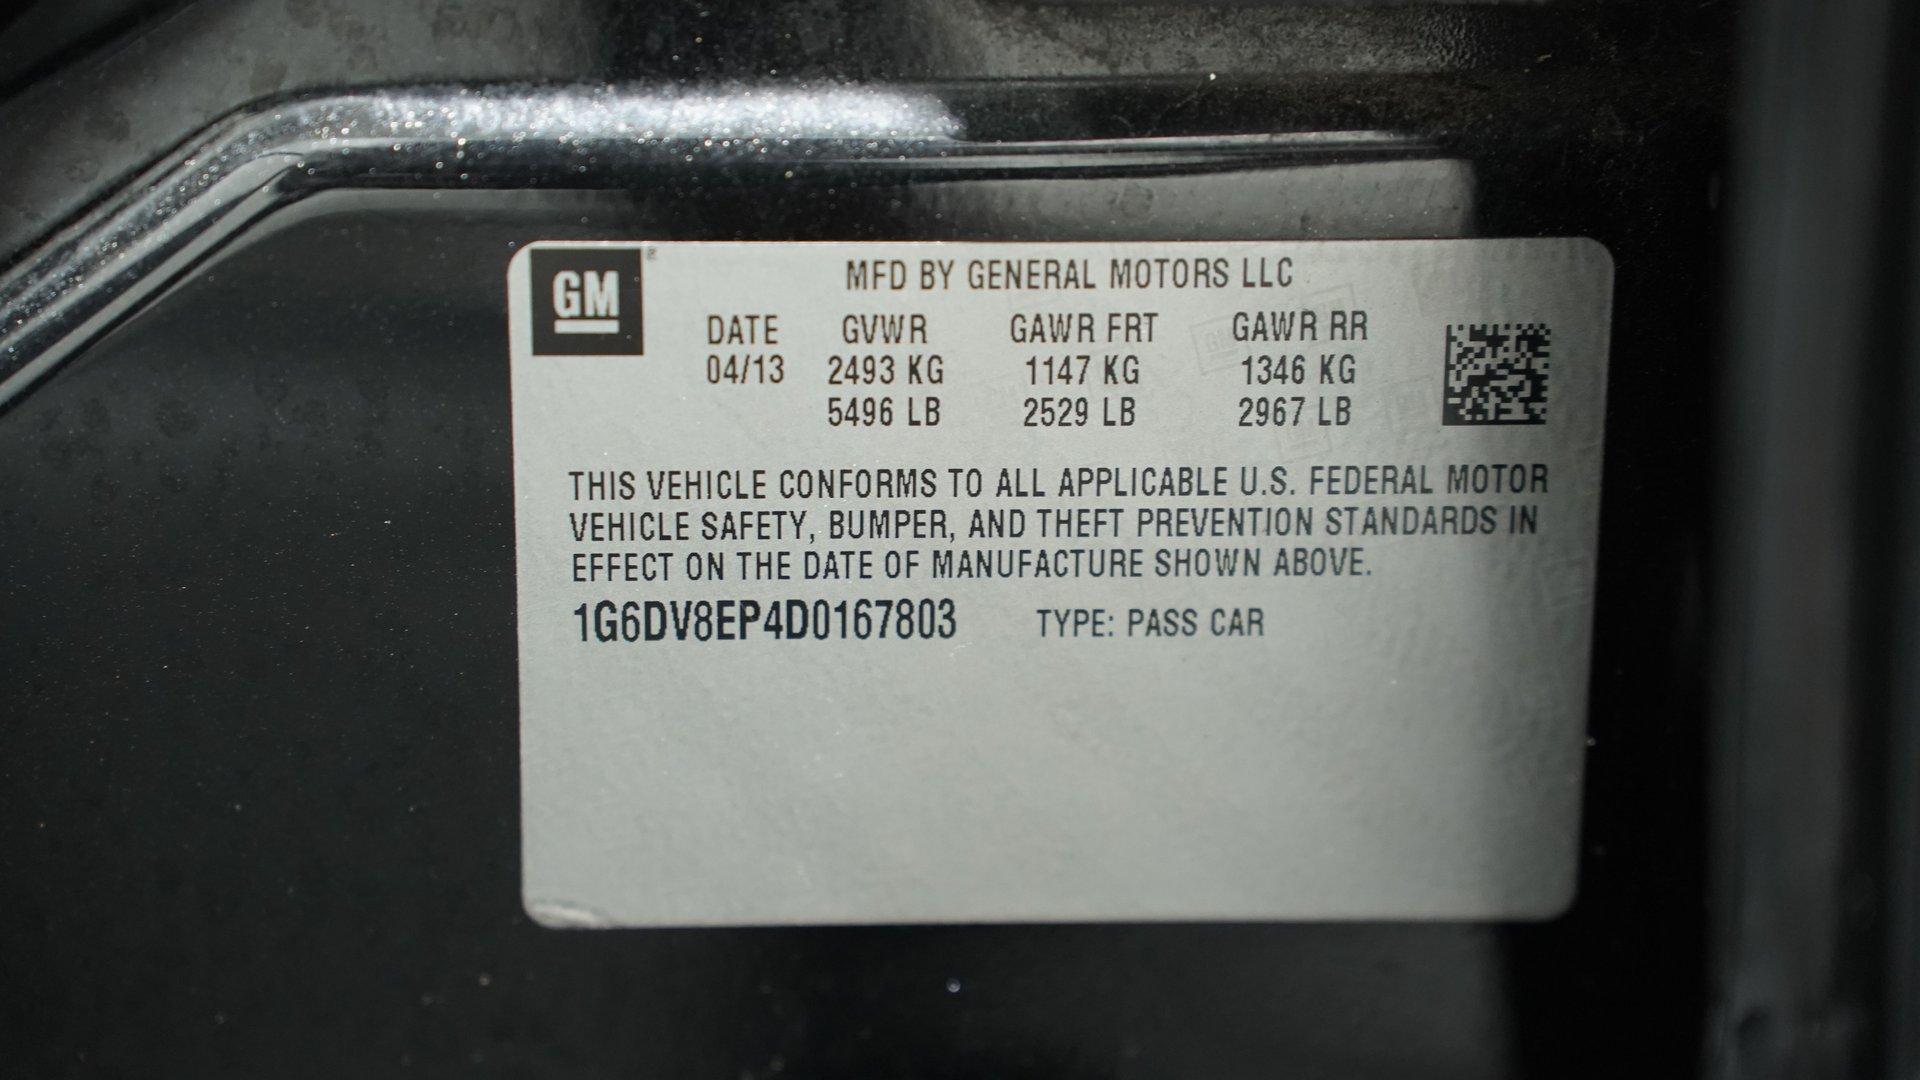 GM
MFD BY GENERAL MOTORS LLC
DATE GVWR GAWR FRT GAWR RR
04/13 2493 KG 1147 KG 1346 KG
5496 LB 2529 LB 2967 LB
THIS VEHICLE CONFORMS TO ALL APPLICABLE U.S. FEDERAL MOTOR
VEHICLE SAFETY, BUMPER, AND THEFT PREVENTION STANDARDS IN
EFFECT ON THE DATE OF MANUFACTURE SHOWN ABOVE.
1G6DV8EP4D0167803 TYPE: PASS CAR